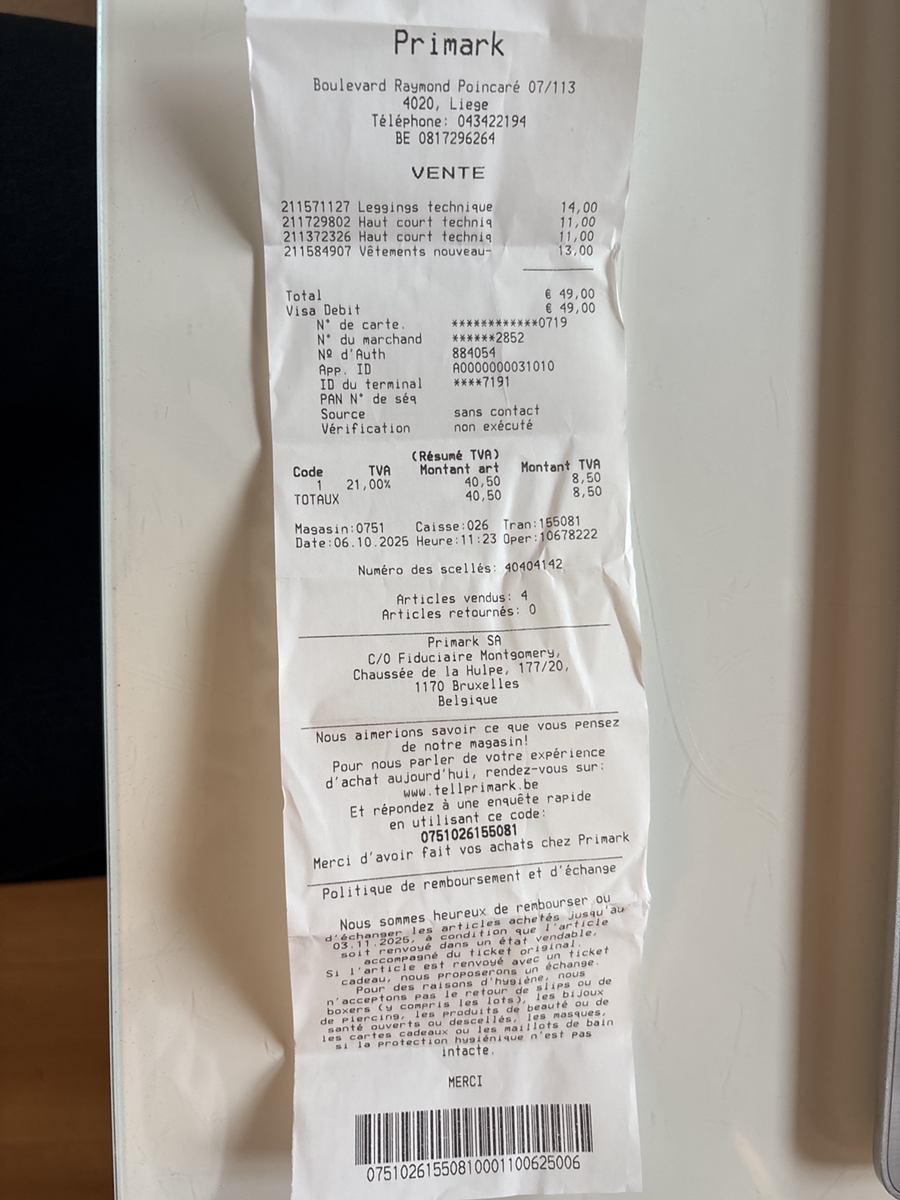 Primark
Boulevard Raymond Poincaré 07/113
4020, Liege
Téléphone: 043422194
BE 0817296264
VENTE
211571127 Leggings technique 14,00
211729802 Haut court techniq 11,00
211372326 Haut court techniq 11,00
211584907 Vêtements nouveau- 13,00
Total € 49,00
Visa Debit € 49,00
N° de carte. ************0719
N° du marchand ******2852
Nº d'Auth 884054
App. ID A0000000031010
ID du terminal ****7191
PAN N° de séq
Source sans contact
Vérification non exécuté
(Résumé TVA)
Code TVA Montant art Montant TVA
1 21,00% 40,50 8,50
TOTAUX 40,50 8,50
Magasin:0751 Caisse:026 Tran:155081
Date:06.10.2025 Heure:11:23 Oper:10678222
Numéro des scellés: 40404142
Articles vendus: 4
Articles retournés: 0
Primark SA
C/O Fiduciaire Montgomery,
Chaussée de la Hulpe, 177/20,
1170 Bruxelles
Belgique
Nous aimerions savoir ce que vous pensez
de notre magasin!
Pour nous parler de votre expérience
d'achat aujourd'hui, rendez-vous sur:
www.tellprimark.be
Et répondez à une enquête rapide
en utilisant ce code:
0751026155081
Merci d'avoir fait vos achats chez Primark
Politique de remboursement et d'échange
Nous sommes heureux de rembourser ou
d'échanger les articles achetés jusqu'au
03.11.2025, à condition que l'article
soit renvoyé dans un état vendable,
accompagné du ticket original.
Si l'article est renvoyé avec un ticket
cadeau, nous proposerons un échange.
Pour des raisons d'hygiène, nous
n'acceptons pas le retour de slips ou de
boxers (y compris les lots), les bijoux
de piercing, les produits de beauté ou de
santé ouverts ou descellés, les masques,
les cartes cadeaux ou les maillots de bain
si la protection hygiénique n'est pas
intacte.
MERCI
07510261550810001100625006